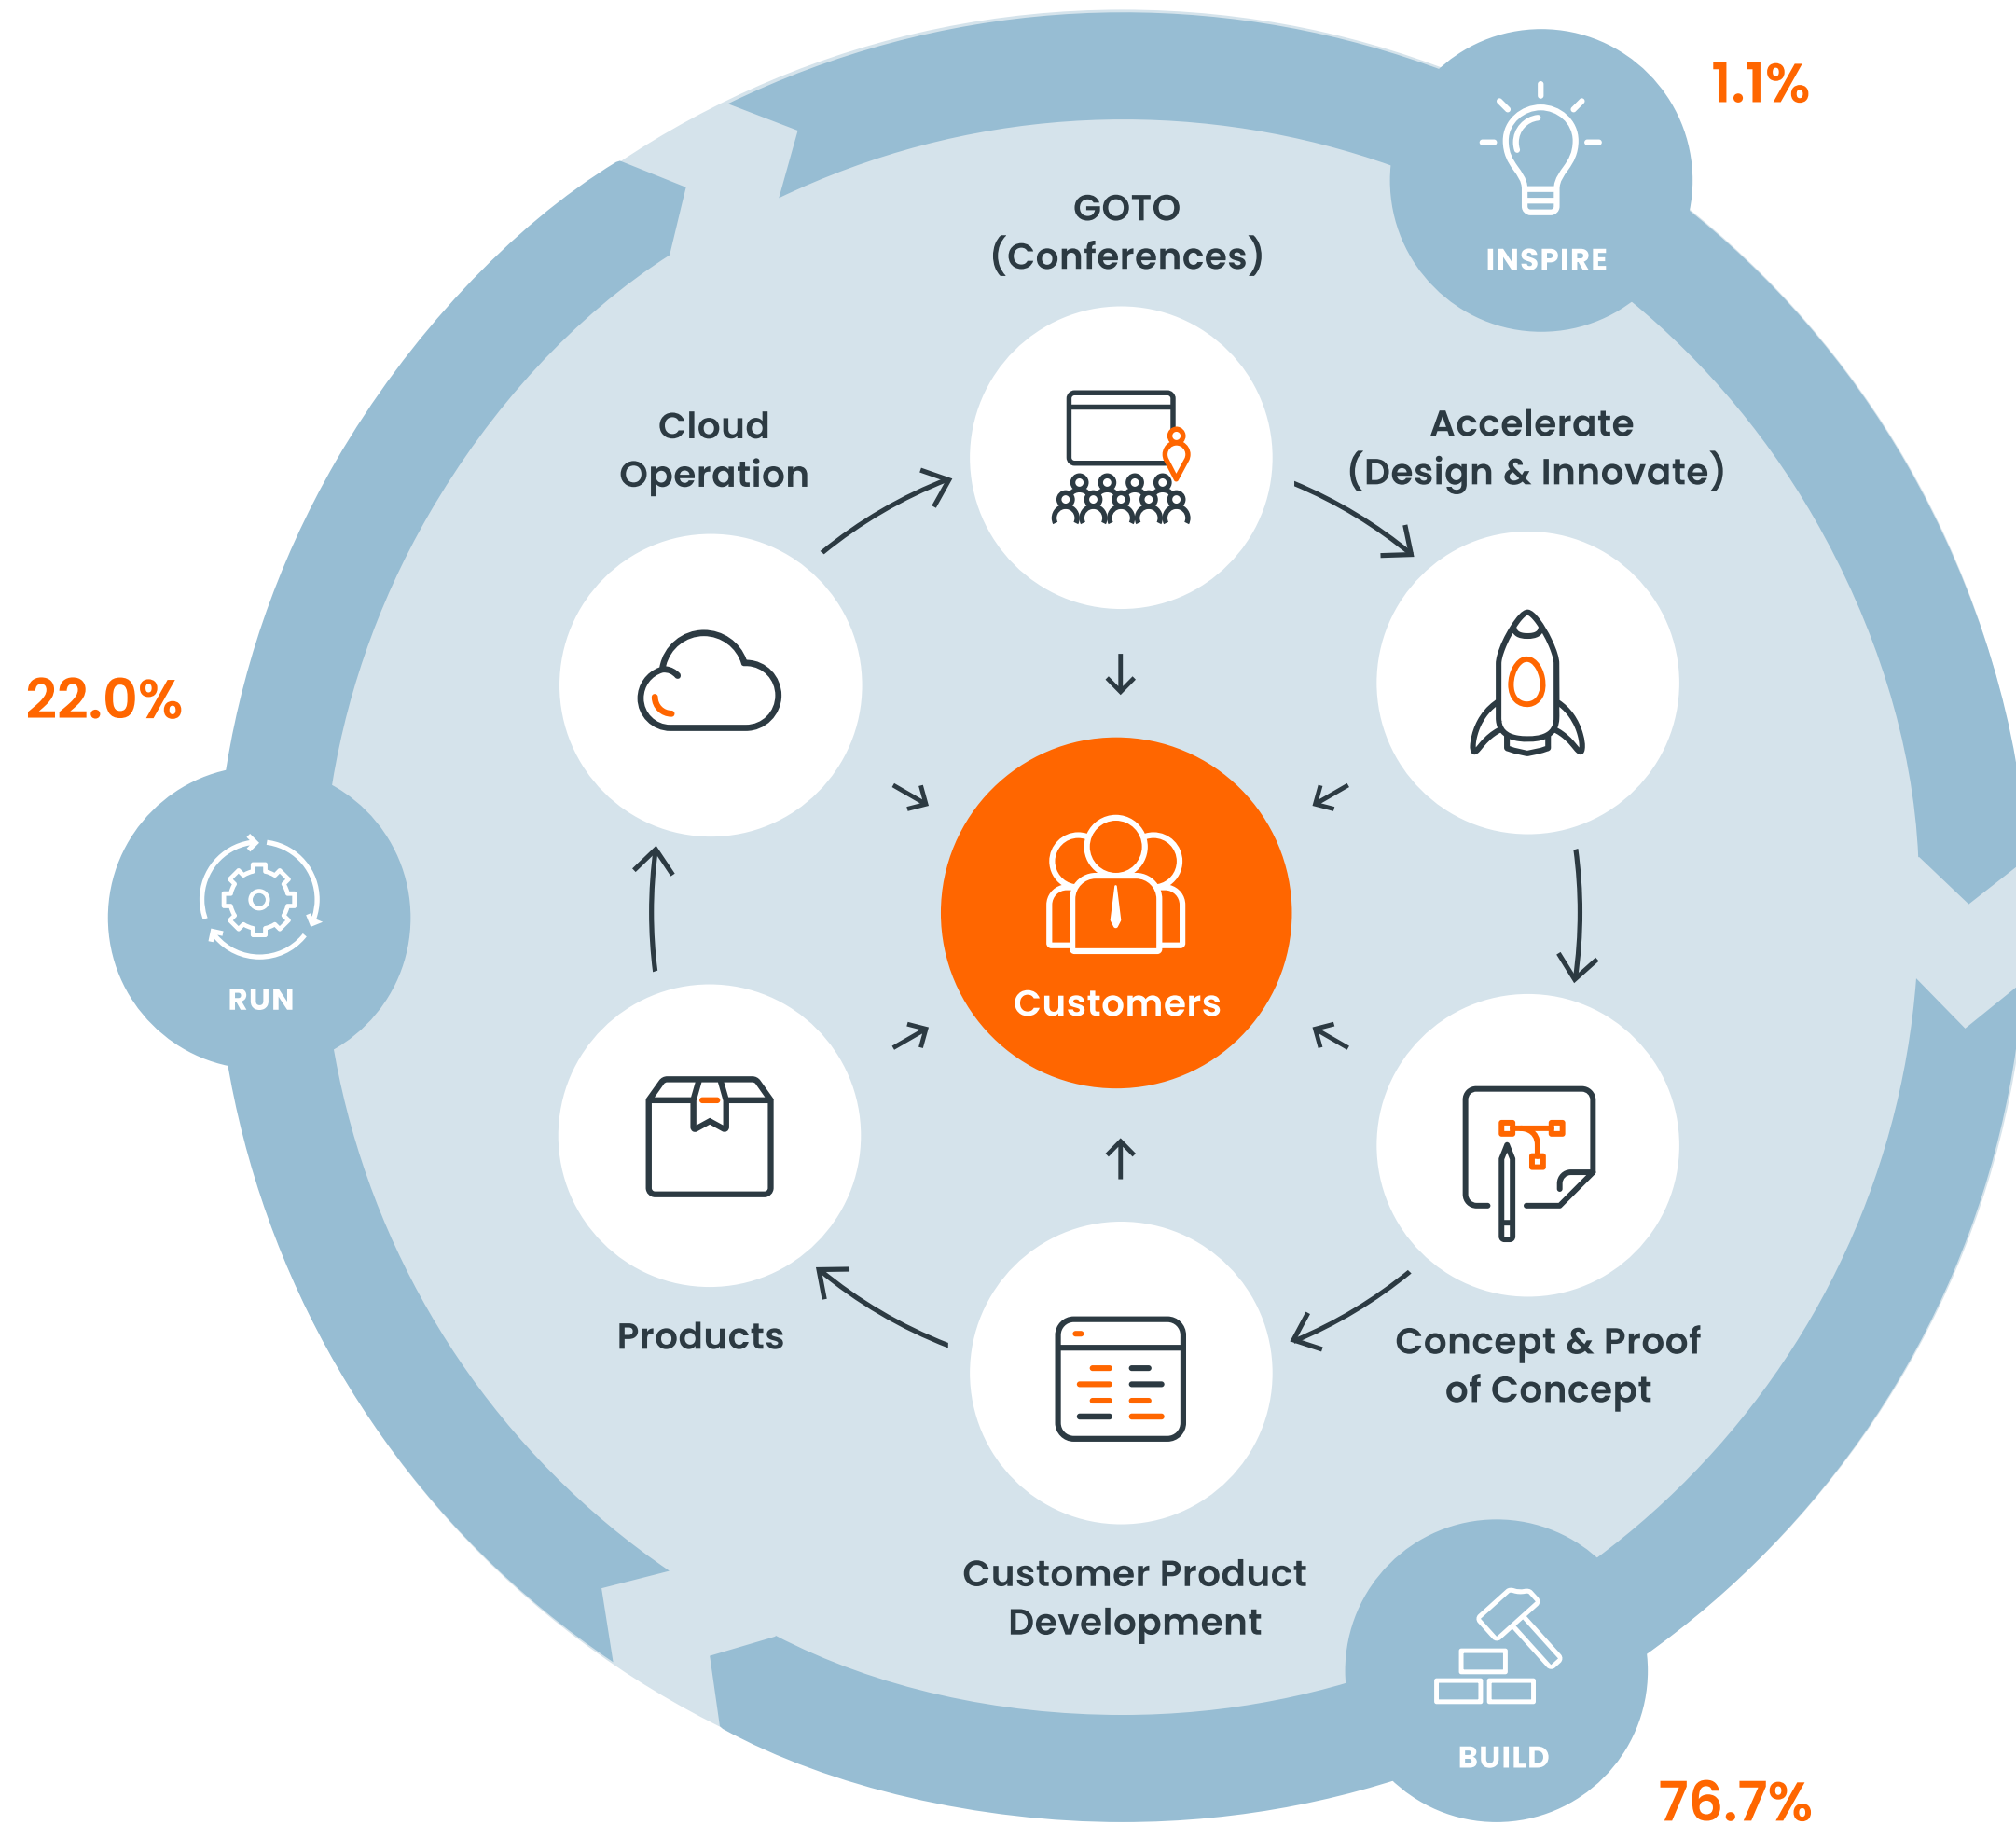 1.1%
INSPIRE
GOTO
(Conferences)
Accelerate
(Design & Innovate)
Cloud
Operation
22.0%
RUN
Customers
Products
Concept & Proof
of Concept
Customer Product
Development
BUILD
76.7%